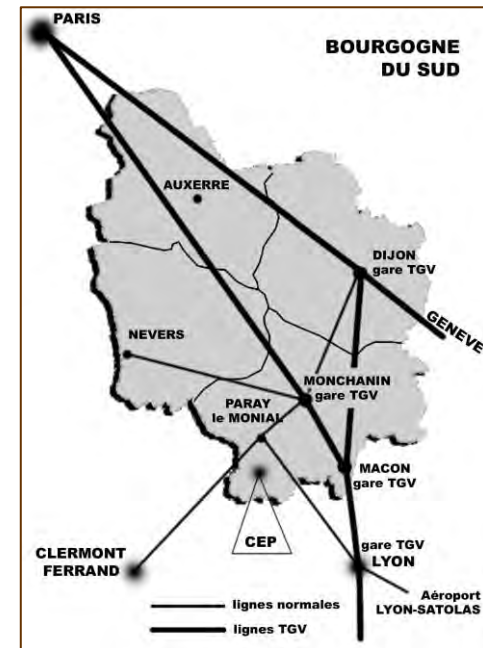 PARIS
BOURGOGNE
DU SUD
AUXERRE
DIJON
gare TGV
GENEVE
NEVERS
MONCHANIN
gare TGV
PARAY
le MONIAL
MACON
gare TGV
CEP
CLERMONT
FERRAND
gare TGV
LYON
Aéroport
LYON-SATOLAS
lignes normales
lignes TGV